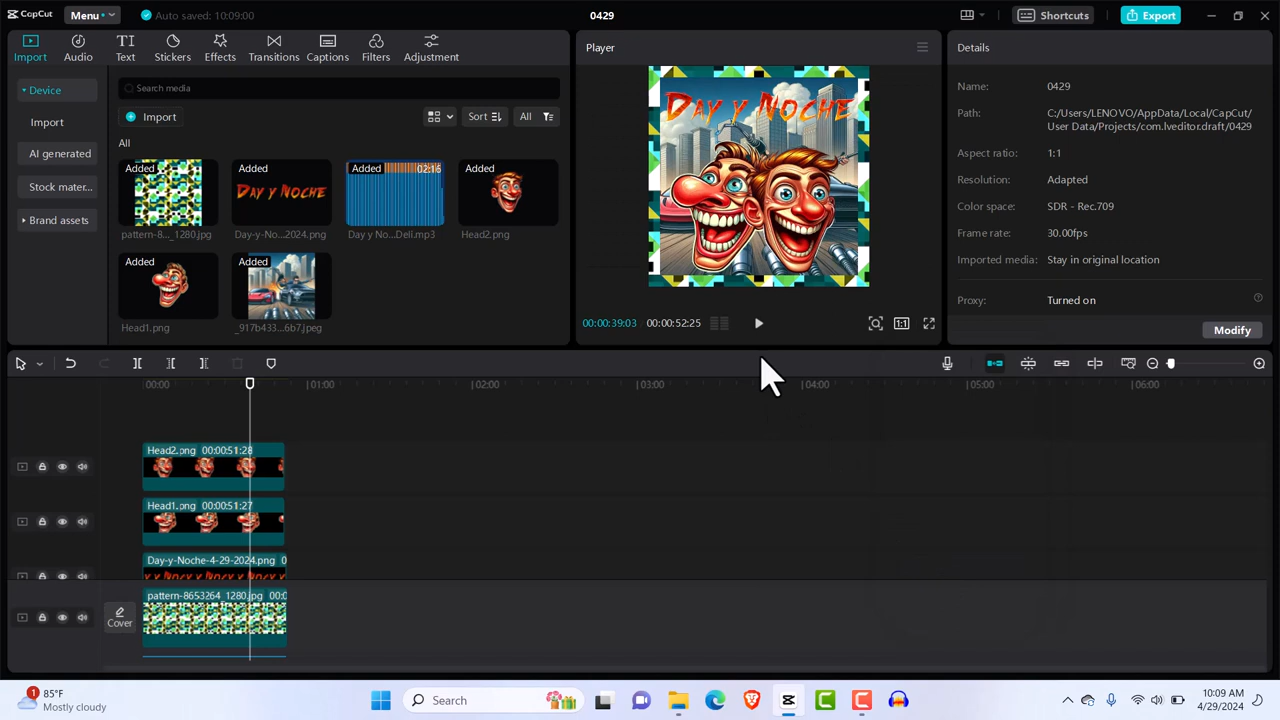 CapCut
Menu
Auto saved: 10:09:00
0429
Shortcuts
Export
Import
Audio
Text
Stickers
Effects
Transitions
Captions
Filters
Adjustment
Device
Import
AI generated
Stock mater...
Brand assets
Search media
Import
Sort
All
All
Added
Added
Added
02:16
Added
pattern-8..._1280.jpg
Day-y-No...2024.png
Day y No...Deli.mp3
Head2.png
Added
Added
Head1.png
_917b433...6b7.jpeg
Day y Noche
Player
Day y Noche
00:00:39:03
00:00:52:25
1:1
Details
Name:
0429
Path:
C:/Users/LENOVO/AppData/Local/CapCut/
User Data/Projects/com.lveditor.draft/0429
Aspect ratio:
1:1
Resolution:
Adapted
Color space:
SDR - Rec.709
Frame rate:
30.00fps
Imported media:
Stay in original location
Proxy:
Turned on
Modify
00:00
01:00
02:00
03:00
04:00
05:00
06:00
Head2.png 00:00:51:28
Head1.png 00:00:51:27
Day-y-Noche-4-29-2024.png 0
Cover
pattern-8653264_1280.jpg 00:0
1
85°F
Mostly cloudy
Search
10:09 AM
4/29/2024